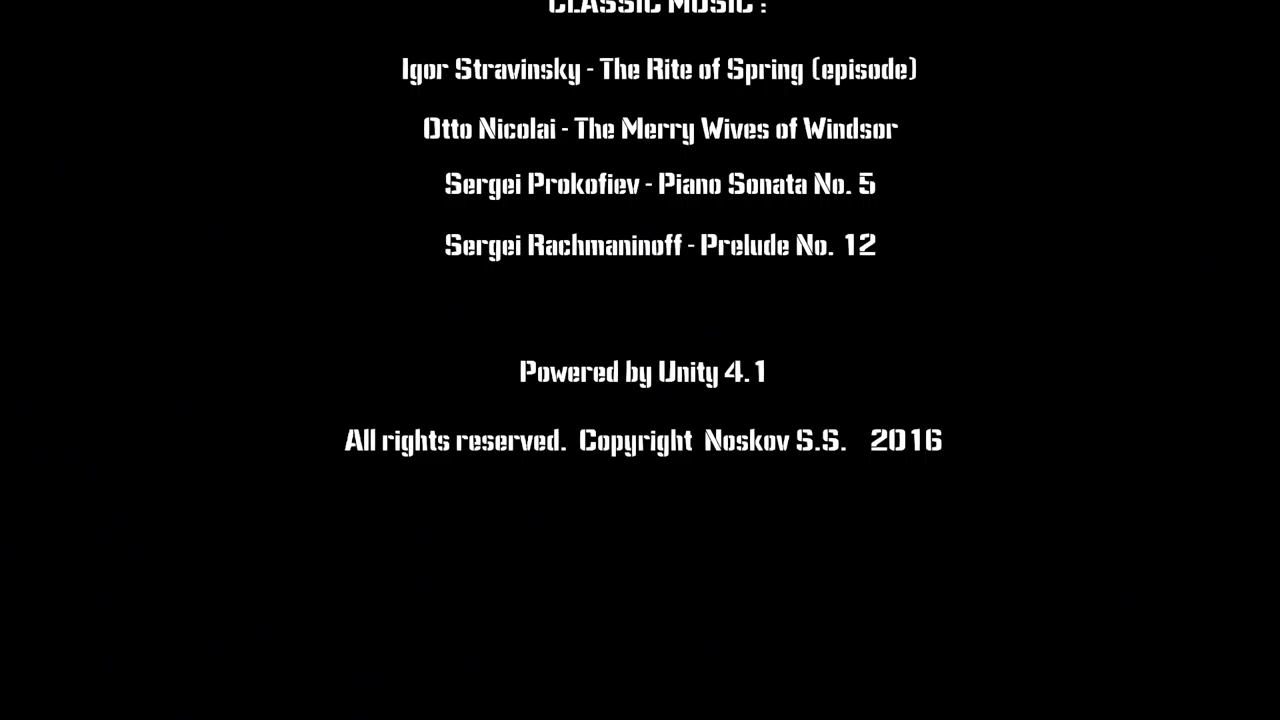 CLASSIC MUSIC :
Igor Stravinsky - The Rite of Spring (episode)
Otto Nicolai - The Merry Wives of Windsor
Sergei Prokofiev - Piano Sonata No. 5
Sergei Rachmaninoff - Prelude No. 12
Powered by Unity 4.1
All rights reserved. Copyright Noskov S.S. 2016